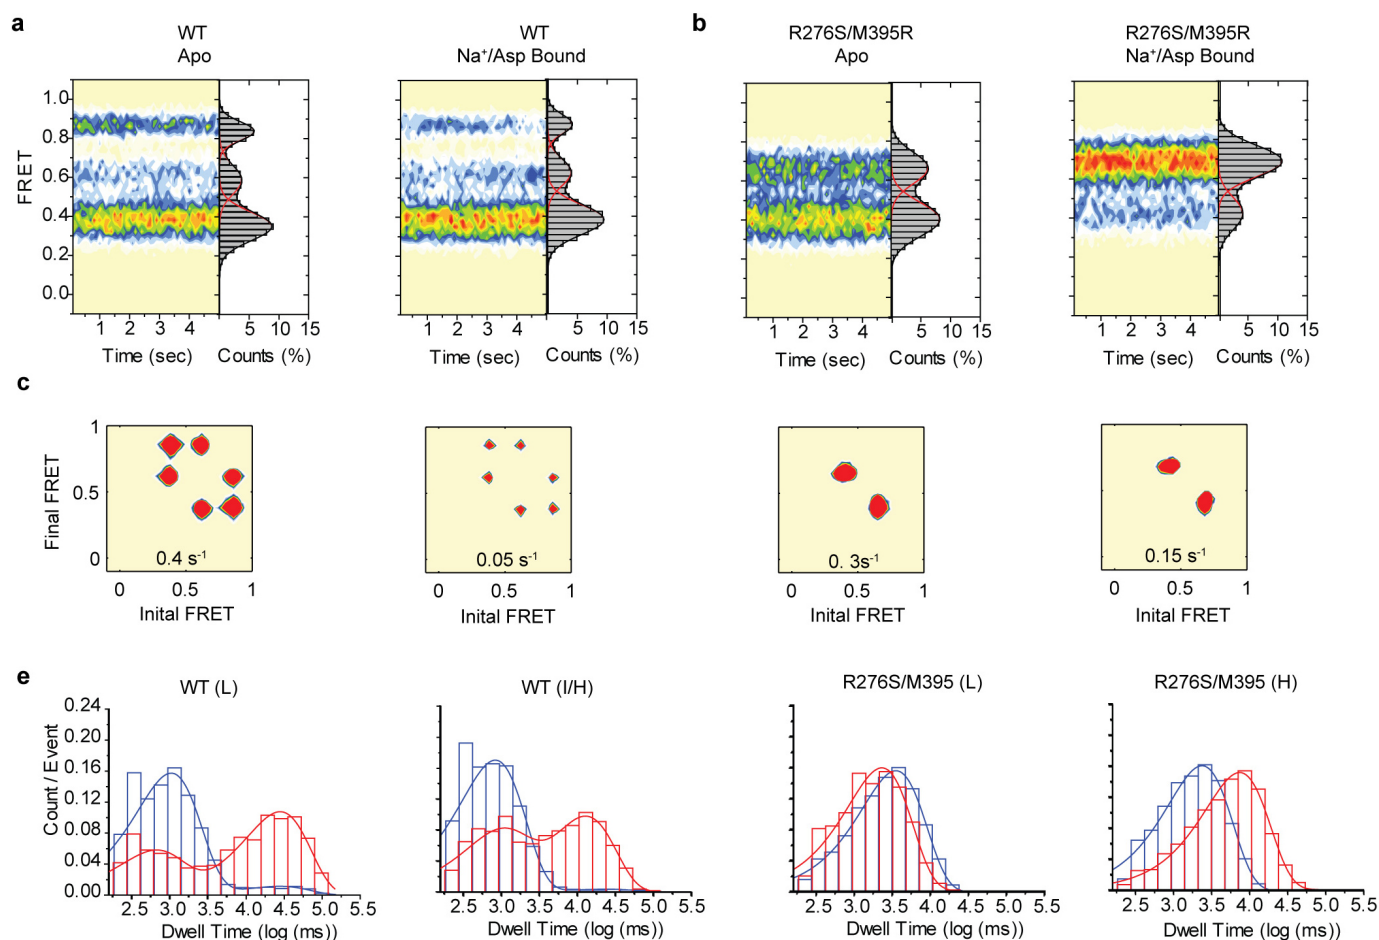 a
WT
Apo
WT
Na⁺/Asp Bound
b
R276S/M395R
Apo
R276S/M395R
Na⁺/Asp Bound
FRET
1.0
0.8
0.6
0.4
0.2
0.0
1 2 3 4 5 10 15
1 2 3 4 5 10 15
1 2 3 4 5 10 15
1 2 3 4 5 10 15
Time (sec) Counts (%)
Time (sec) Counts (%)
Time (sec) Counts (%)
Time (sec) Counts (%)
c
Final FRET
1
0.5
0
0.4 s⁻¹
0.05 s⁻¹
0. 3s⁻¹
0.15 s⁻¹
0 0.5 1
0 0.5 1
0 0.5 1
0 0.5 1
Inital FRET
Inital FRET
Inital FRET
Inital FRET
e
WT (L)
WT (I/H)
R276S/M395 (L)
R276S/M395 (H)
Count / Event
0.24
0.20
0.16
0.12
0.08
0.04
0.00
2.5 3.0 3.5 4.0 4.5 5.0 5.5
2.5 3.0 3.5 4.0 4.5 5.0 5.5
2.5 3.0 3.5 4.0 4.5 5.0 5.5
2.5 3.0 3.5 4.0 4.5 5.0 5.5
Dwell Time (log (ms))
Dwell Time (log (ms))
Dwell Time (log (ms))
Dwell Time (log (ms))